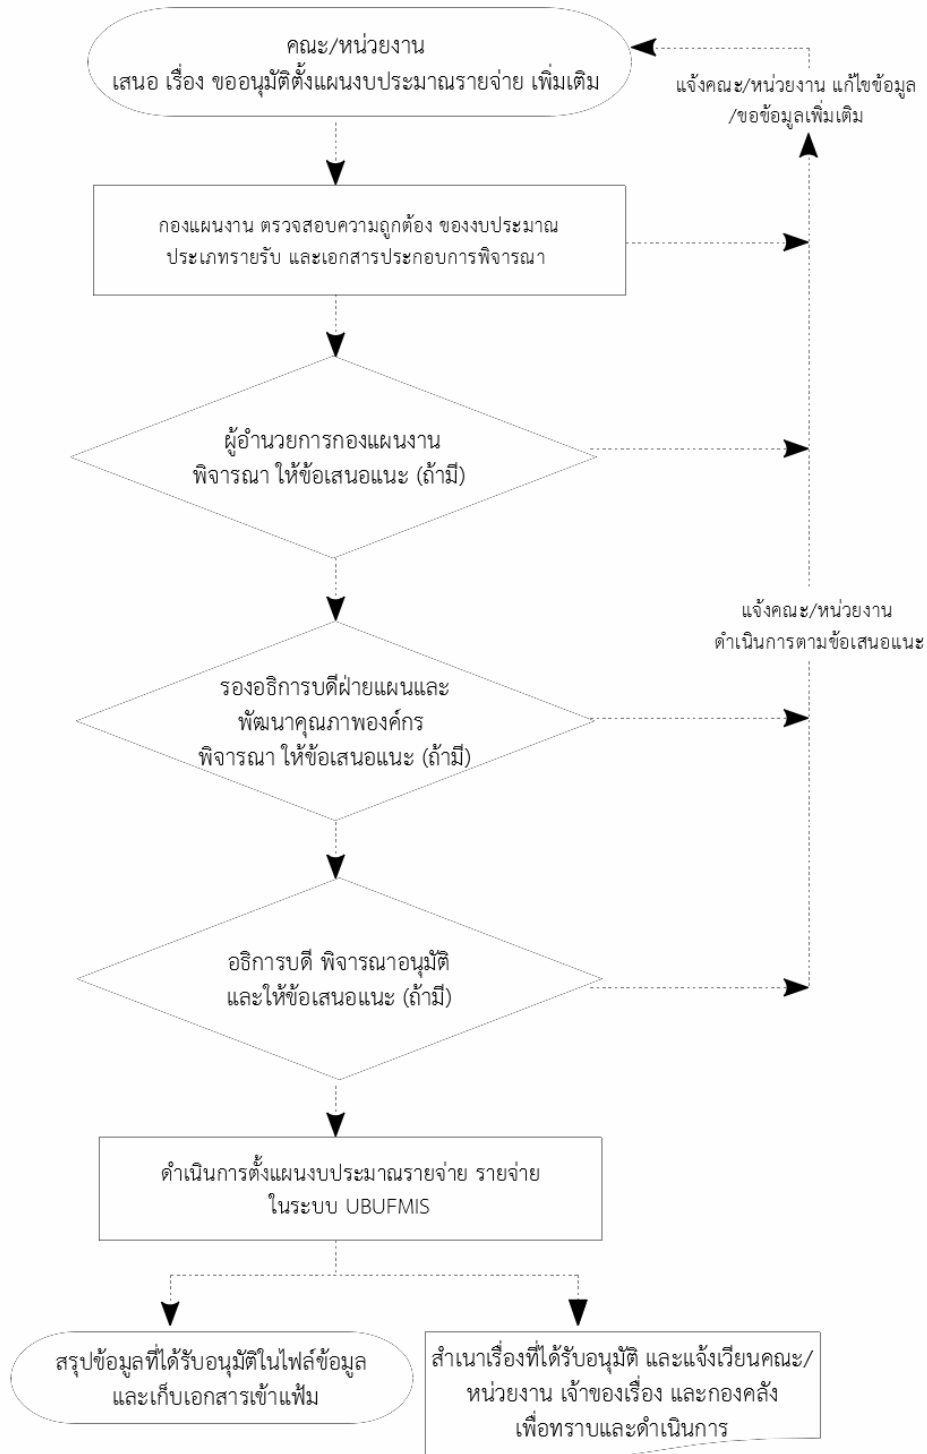 คณะ/หน่วยงาน
เสนอ เรื่อง ขออนุมัติตั้งแผนงบประมาณรายจ่าย เพิ่มเติม
แจ้งคณะ/หน่วยงาน แก้ไขข้อมูล
/ขอข้อมูลเพิ่มเติม
กองแผนงาน ตรวจสอบความถูกต้อง ของงบประมาณ
ประเภทรายรับ และเอกสารประกอบการพิจารณา
ผู้อำนวยการกองแผนงาน
พิจารณา ให้ข้อเสนอแนะ (ถ้ามี)
แจ้งคณะ/หน่วยงาน
ดำเนินการตามข้อเสนอแนะ
รองอธิการบดีฝ่ายแผนและ
พัฒนาคุณภาพองค์กร
พิจารณา ให้ข้อเสนอแนะ (ถ้ามี)
อธิการบดี พิจารณาอนุมัติ
และให้ข้อเสนอแนะ (ถ้ามี)
ดำเนินการตั้งแผนงบประมาณรายจ่าย รายจ่าย
ในระบบ UBUFMIS
สรุปข้อมูลที่ได้รับอนุมัติในไฟล์ข้อมูล
และเก็บเอกสารเข้าแฟ้ม
สำเนาเรื่องที่ได้รับอนุมัติ และแจ้งเวียนคณะ/
หน่วยงาน เจ้าของเรื่อง และกองคลัง
เพื่อทราบและดำเนินการ